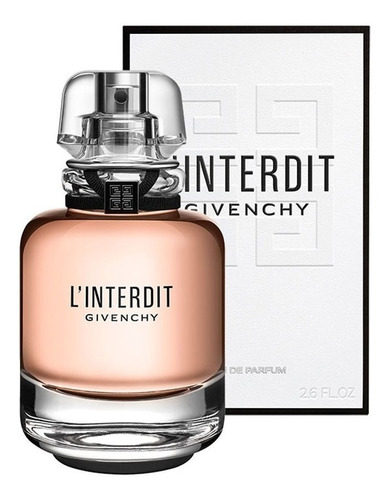 L'INTERDIT
GIVENCHY
L'INTERDIT
GIVENCHY
DE PARFUM
2.6 FL.OZ